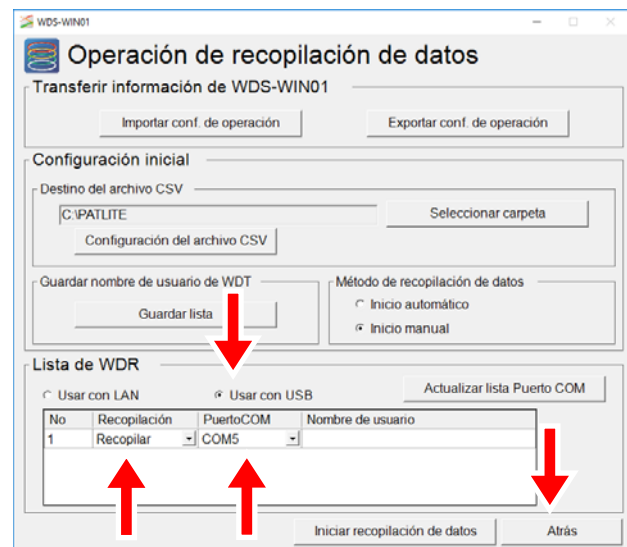 WDS-WIN01
Operación de recopilación de datos
Transferir información de WDS-WIN01
Importar conf. de operación
Exportar conf. de operación
Configuración inicial
Destino del archivo CSV
C:\PATLITE
Seleccionar carpeta
Configuración del archivo CSV
Guardar nombre de usuario de WDT
Guardar lista
Método de recopilación de datos
Inicio automático
Inicio manual
Lista de WDR
Usar con LAN
Usar con USB
Actualizar lista Puerto COM
No Recopilación PuertoCOM Nombre de usuario
1 Recopilar COM5
Iniciar recopilación de datos
Atrás